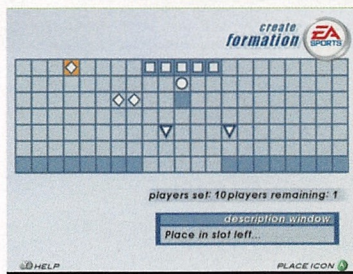 create
formation
EA
SPORTS
players set: 10 players remaining: 1
description window
Place in slot left...
HELP
PLACE ICON A